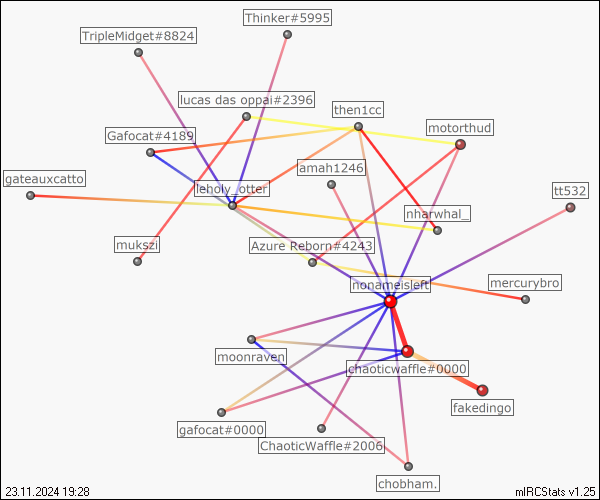 Thinker#5995
TripleMidget#8824
lucas das oppai#2396
then1cc
Gafocat#4189
motorthud
amah1246
gateauxcatto
leholy_otter
tt532
nharwhal_
mukszi
Azure Reborn#4243
nonameisleft
mercurybro
moonraven
chaoticwaffle#0000
fakedingo
gafocat#0000
ChaoticWaffle#2006
chobham.
23.11.2024 19:28
mIRCStats v1.25